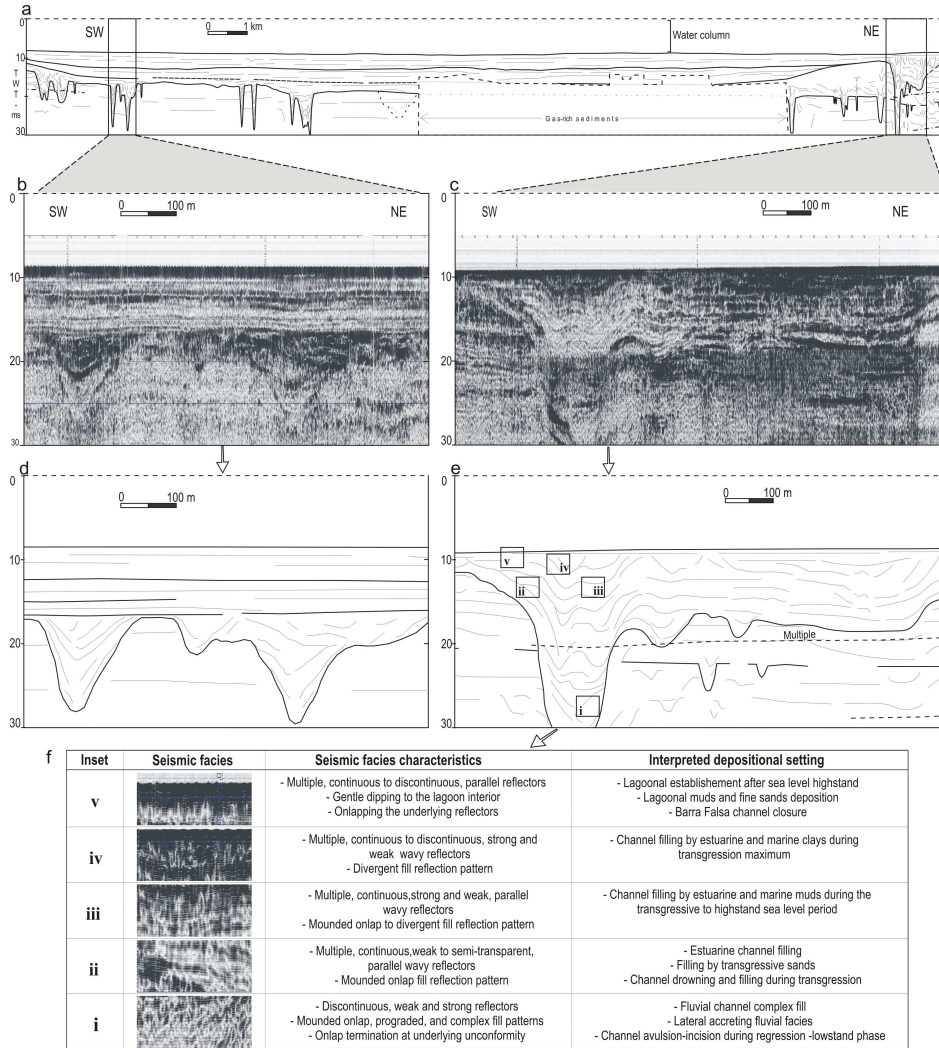 a
0
SW
0 1 km
Water column
NE
10
T
W
T
-
ms
30
Gas-rich sediments
b
0
SW
0 100 m
NE
10
20
30
c
0
SW
0 100 m
NE
10
20
30
d
0
0 100 m
10
20
30
e
0
0 100 m
10
v
iv
ii
iii
Multiple
20
i
30
f
Inset Seismic facies Seismic facies characteristics Interpreted depositional setting
v
- Multiple, continuous to discontinuous, parallel reflectors
- Gentle dipping to the lagoon interior
- Onlapping the underlying reflectors
- Lagoonal establishement after sea level highstand
- Lagoonal muds and fine sands deposition
- Barra Falsa channel closure
iv
- Multiple, continuous to discontinuous, strong and
weak wavy reflectors
- Divergent fill reflection pattern
- Channel filling by estuarine and marine clays during
transgression maximum
iii
- Multiple, continuous,strong and weak, parallel
wavy reflectors
- Mounded onlap to divergent fill reflection pattern
- Channel filling by estuarine and marine muds during the
transgressive to highstand sea level period
ii
- Multiple, continuous,weak to semi-transparent,
parallel wavy reflectors
- Mounded onlap fill reflection pattern
- Estuarine channel filling
- Filling by transgressive sands
- Channel drowning and filling during transgression
i
- Discontinuous, weak and strong reflectors
- Mounded onlap, prograded, and complex fill patterns
- Onlap termination at underlying unconformity
- Fluvial channel complex fill
- Lateral accreting fluvial facies
- Channel avulsion-incision during regression -lowstand phase